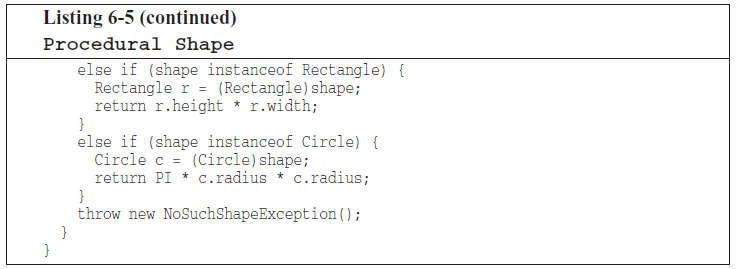 Listing 6-5 (continued)
Procedural Shape
else if (shape instanceof Rectangle) {
Rectangle r = (Rectangle)shape;
return r.height * r.width;
}
else if (shape instanceof Circle) {
Circle c = (Circle)shape;
return PI * c.radius * c.radius;
}
throw new NoSuchShapeException();
}
}